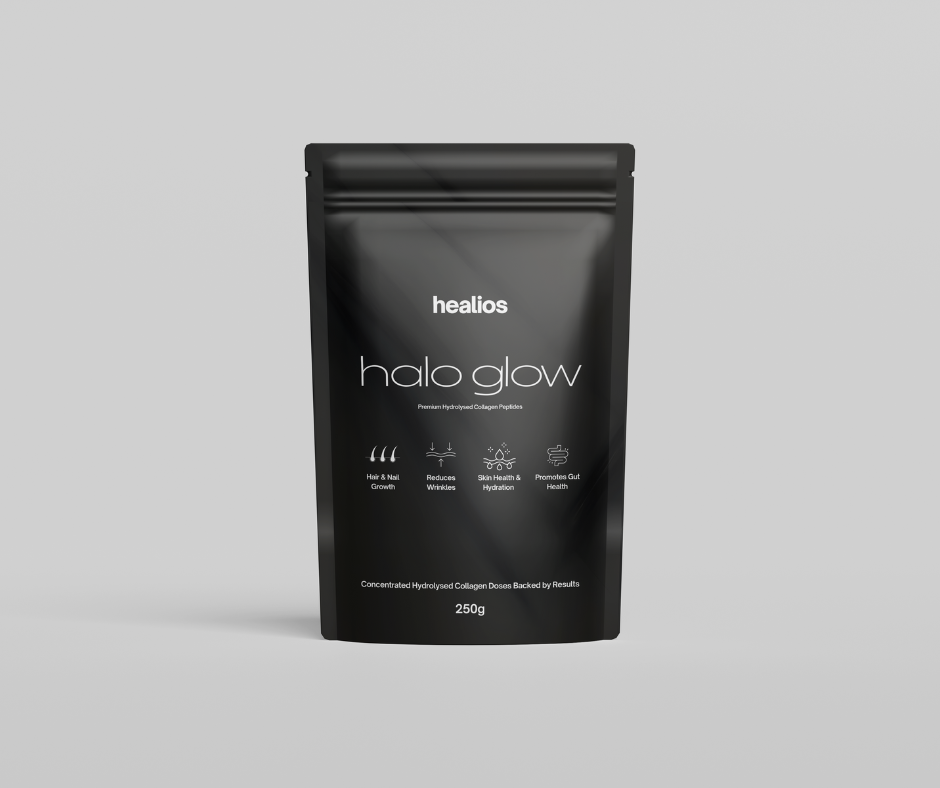 healios
halo glow
Premium Hydrolysed Collagen Peptides
Hair & Nail
Growth
Reduces
Wrinkles
Skin Health &
Hydration
Promotes Gut
Health
Concentrated Hydrolysed Collagen Doses Backed by Results
250g